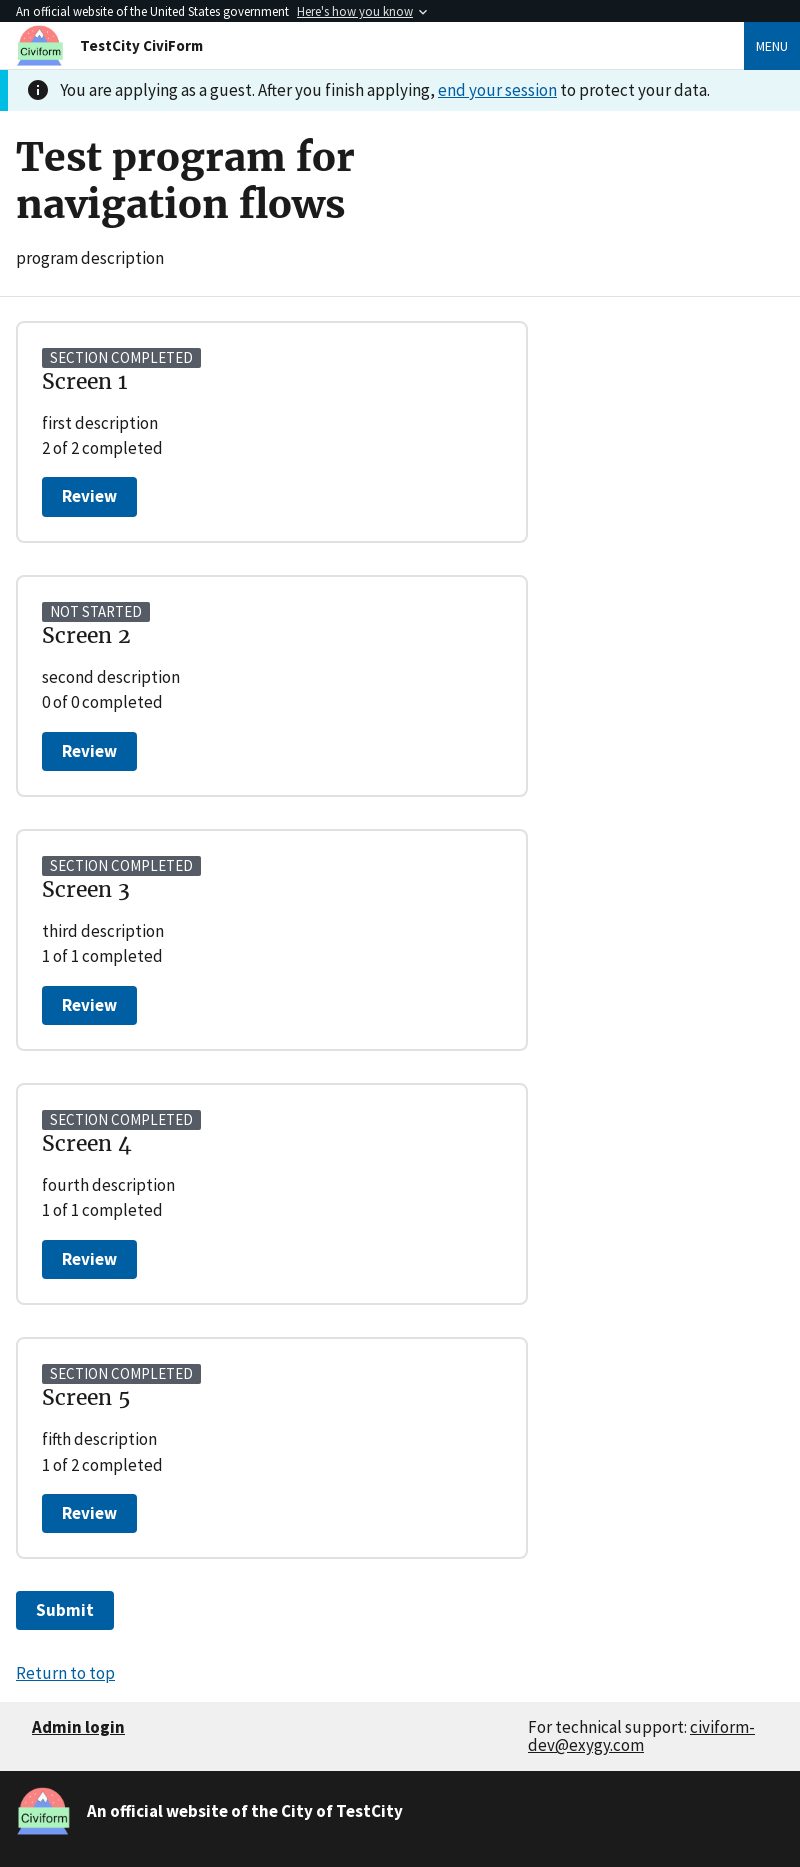 An official website of the United States government Here's how you know
Civiform
TestCity CiviForm
MENU
You are applying as a guest. After you finish applying, end your session to protect your data.
Test program for
navigation flows
program description
SECTION COMPLETED
Screen 1
first description
2 of 2 completed
Review
NOT STARTED
Screen 2
second description
0 of 0 completed
Review
SECTION COMPLETED
Screen 3
third description
1 of 1 completed
Review
SECTION COMPLETED
Screen 4
fourth description
1 of 1 completed
Review
SECTION COMPLETED
Screen 5
fifth description
1 of 2 completed
Review
Submit
Return to top
Admin login
For technical support: civiform-
dev@exygy.com
Civiform
An official website of the City of TestCity